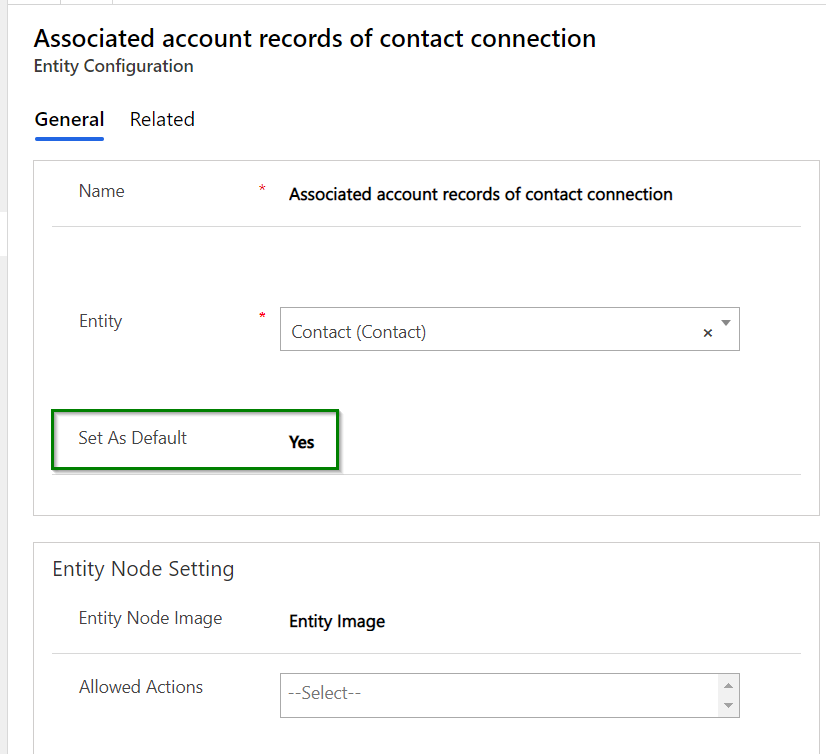 Associated account records of contact connection
Entity Configuration
General Related
Name * Associated account records of contact connection
Entity * Contact (Contact) ×
Set As Default Yes
Entity Node Setting
Entity Node Image Entity Image
Allowed Actions --Select--